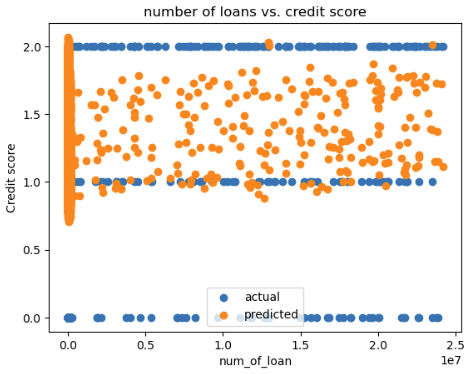 number of loans vs. credit score
2.0
1.5
1.0
0.5
0.0
Credit score
actual
predicted
0.0 0.5 1.0 1.5 2.0 2.5
1e7
num_of_loan